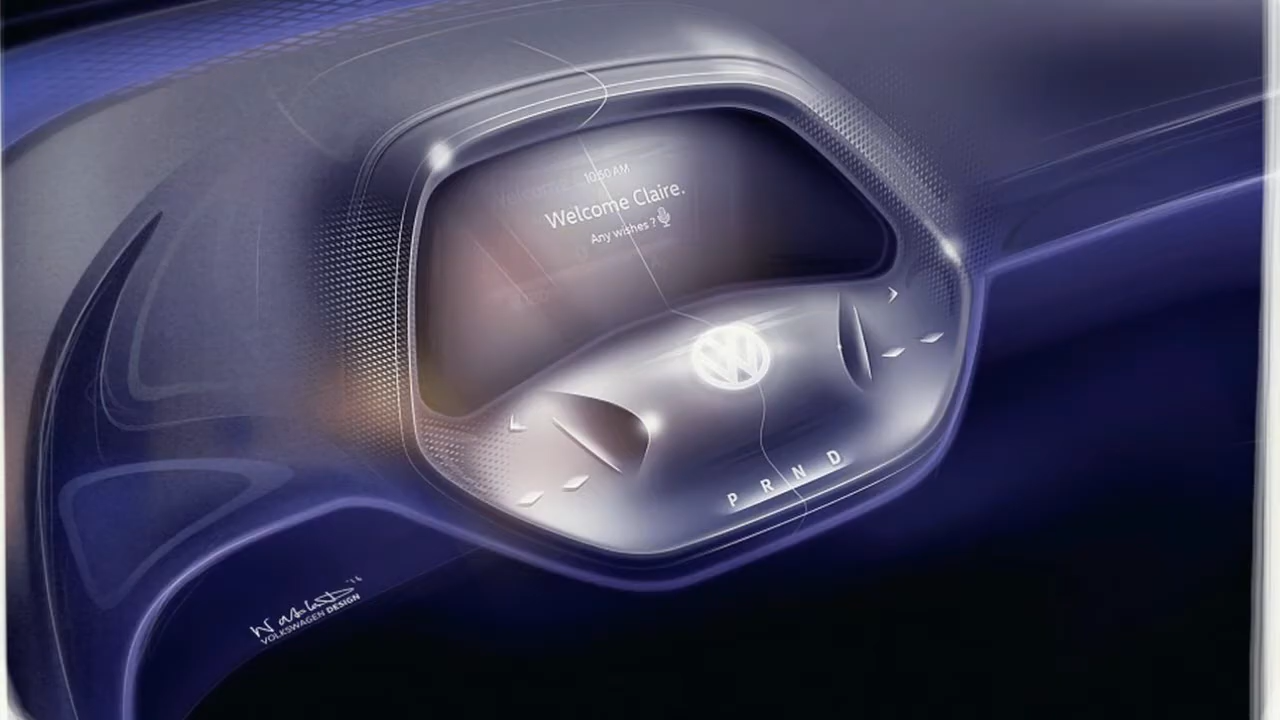 10:50 AM
Welcome Claire.
Any wishes ?
P R N D
VOLKSWAGEN DESIGN